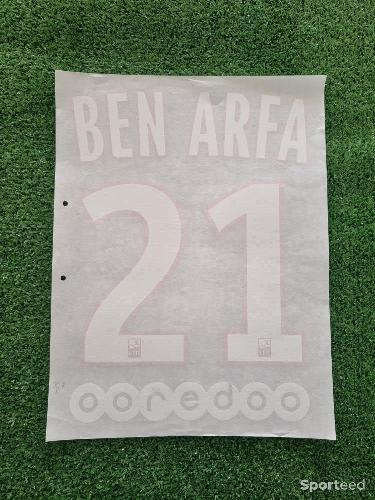 BEN ARFA
21
ooredoo
Sporteed